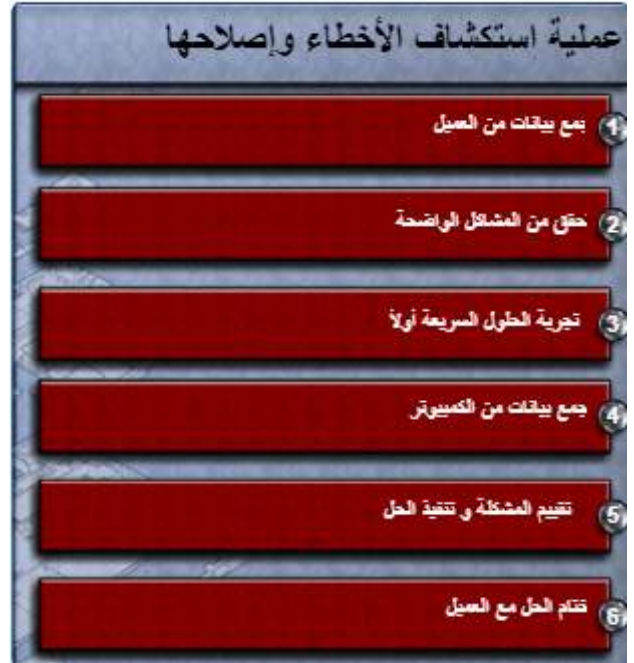 عملية إستكشاف الأخطاء وإصلاحها
1 جمع بيانات من العميل
2 تحقق من المشاكل الواضحة
3 تجربة الحلول السريعة أولاً
4 جمع بيانات من الكمبيوتر
5 تقييم المشكلة و تنفيذ الحل
6 ختام الحل مع العميل